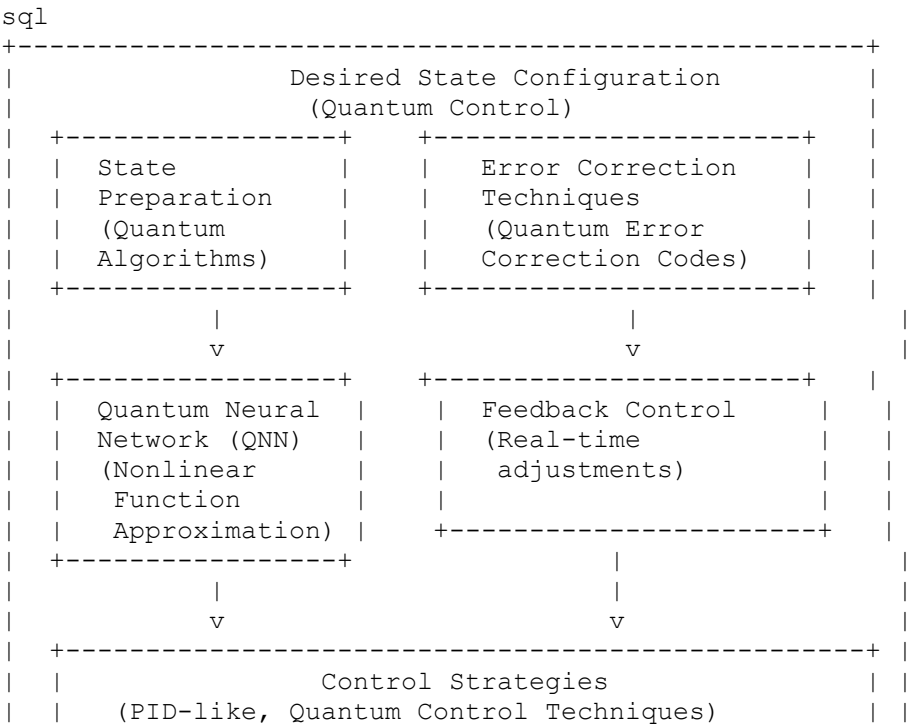 sql
+------------------------------------------------------+
|                  Desired State Configuration         |
|                   (Quantum Control)                   |
|  +-----------------+    +-----------------------+   |
|  |  State          |    |   Error Correction    |   |
|  |  Preparation    |    |   Techniques          |   |
|  |  (Quantum       |    |   (Quantum Error      |   |
|  |  Algorithms)    |    |   Correction Codes)   |   |
|  +-----------------+    +-----------------------+   |
|             |                          |                 |
|             v                          v                 |
|  +-----------------+    +-----------------------+   |
|  |  Quantum Neural  |    |  Feedback Control     |   |
|  |  Network (QNN)   |    |  (Real-time           |   |
|  |  (Nonlinear      |    |   adjustments)        |   |
|  |   Function       |    |                       |   |
|  |   Approximation) |    +-----------------------+   |
|  +-----------------+                 |                  |
|             |                         |                  |
|             v                         v                  |
|  +---------------------------------------------------+ |
|  |                 Control Strategies                | |
|  |    (PID-like, Quantum Control Techniques)         | |